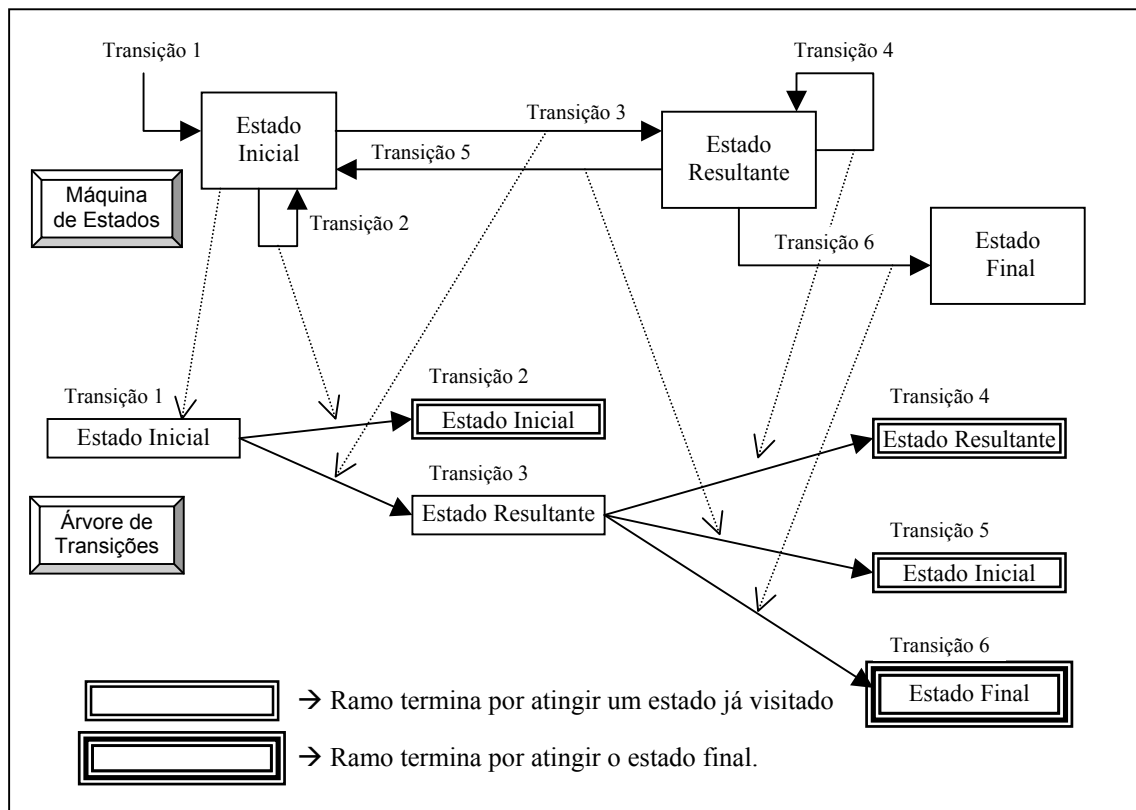 Transição 1
Transição 4
Estado
Inicial
Transição 3
Estado
Resultante
Transição 5
Máquina
de Estados
Transição 2
Transição 6
Estado
Final
Transição 1
Estado Inicial
Transição 2
Estado Inicial
Transição 4
Estado Resultante
Transição 3
Estado Resultante
Árvore de
Transições
Transição 5
Estado Inicial
Transição 6
Estado Final
→ Ramo termina por atingir um estado já visitado
→ Ramo termina por atingir o estado final.